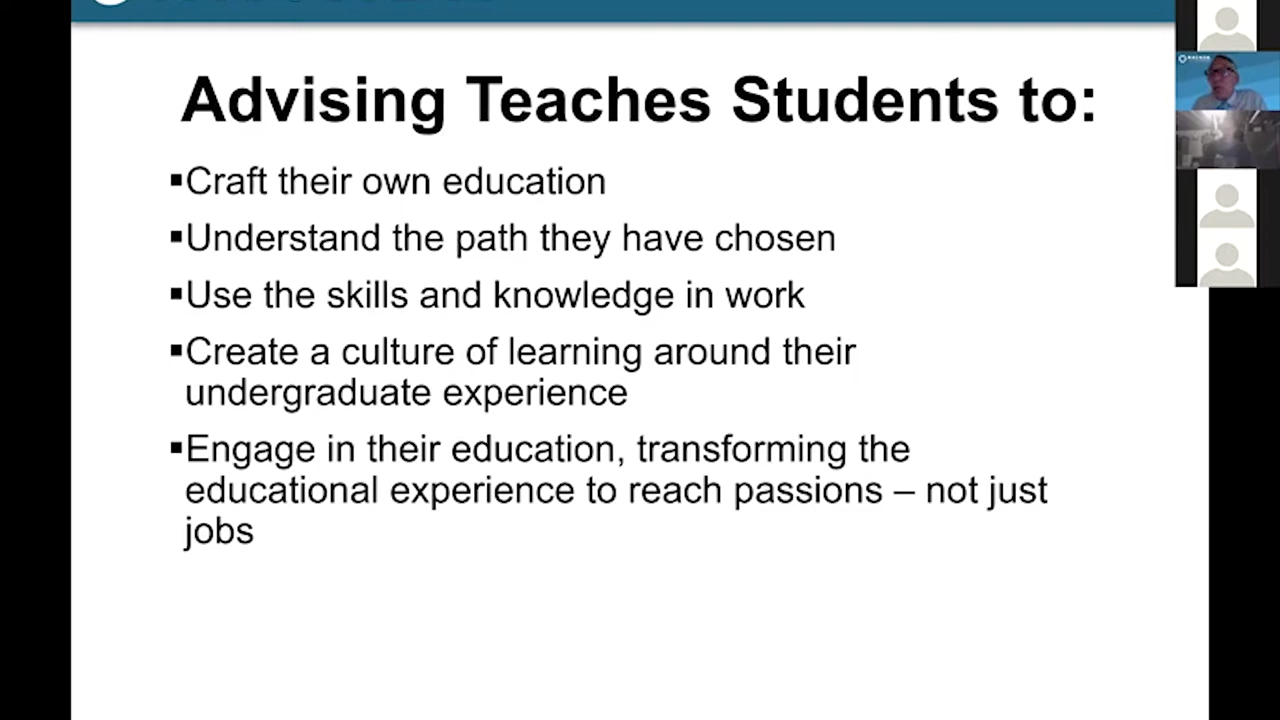 Advising Teaches Students to:
▪Craft their own education
▪Understand the path they have chosen
▪Use the skills and knowledge in work
▪Create a culture of learning around their
undergraduate experience
▪Engage in their education, transforming the
educational experience to reach passions – not just
jobs